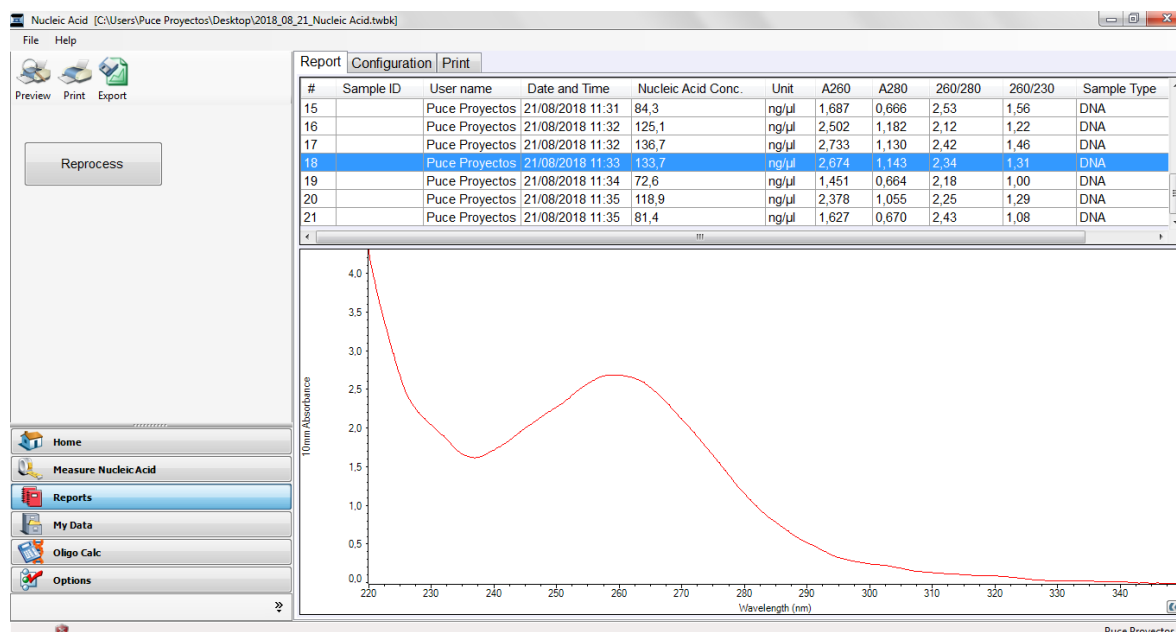 Nucleic Acid [C:\Users\Puce Proyectos\Desktop\2018_08_21_Nucleic Acid.twbk]
File Help
Preview Print Export
Reprocess
Report Configuration Print
# Sample ID User name Date and Time Nucleic Acid Conc. Unit A260 A280 260/280 260/230 Sample Type
15 Puce Proyectos 21/08/2018 11:31 84,3 ng/µl 1,687 0,666 2,53 1,56 DNA
16 Puce Proyectos 21/08/2018 11:32 125,1 ng/µl 2,502 1,182 2,12 1,22 DNA
17 Puce Proyectos 21/08/2018 11:32 136,7 ng/µl 2,733 1,130 2,42 1,46 DNA
18 Puce Proyectos 21/08/2018 11:33 133,7 ng/µl 2,674 1,143 2,34 1,31 DNA
19 Puce Proyectos 21/08/2018 11:34 72,6 ng/µl 1,451 0,664 2,18 1,00 DNA
20 Puce Proyectos 21/08/2018 11:35 118,9 ng/µl 2,378 1,055 2,25 1,29 DNA
21 Puce Proyectos 21/08/2018 11:35 81,4 ng/µl 1,627 0,670 2,43 1,08 DNA
4.0
3.5
3.0
2.5
2.0
1.5
1.0
0.5
0.0
10mm Absorbance
220 230 240 250 260 270 280 290 300 310 320 330 340
Wavelength (nm)
Home
Measure Nucleic Acid
Reports
My Data
Oligo Calc
Options
Puce Proyectos